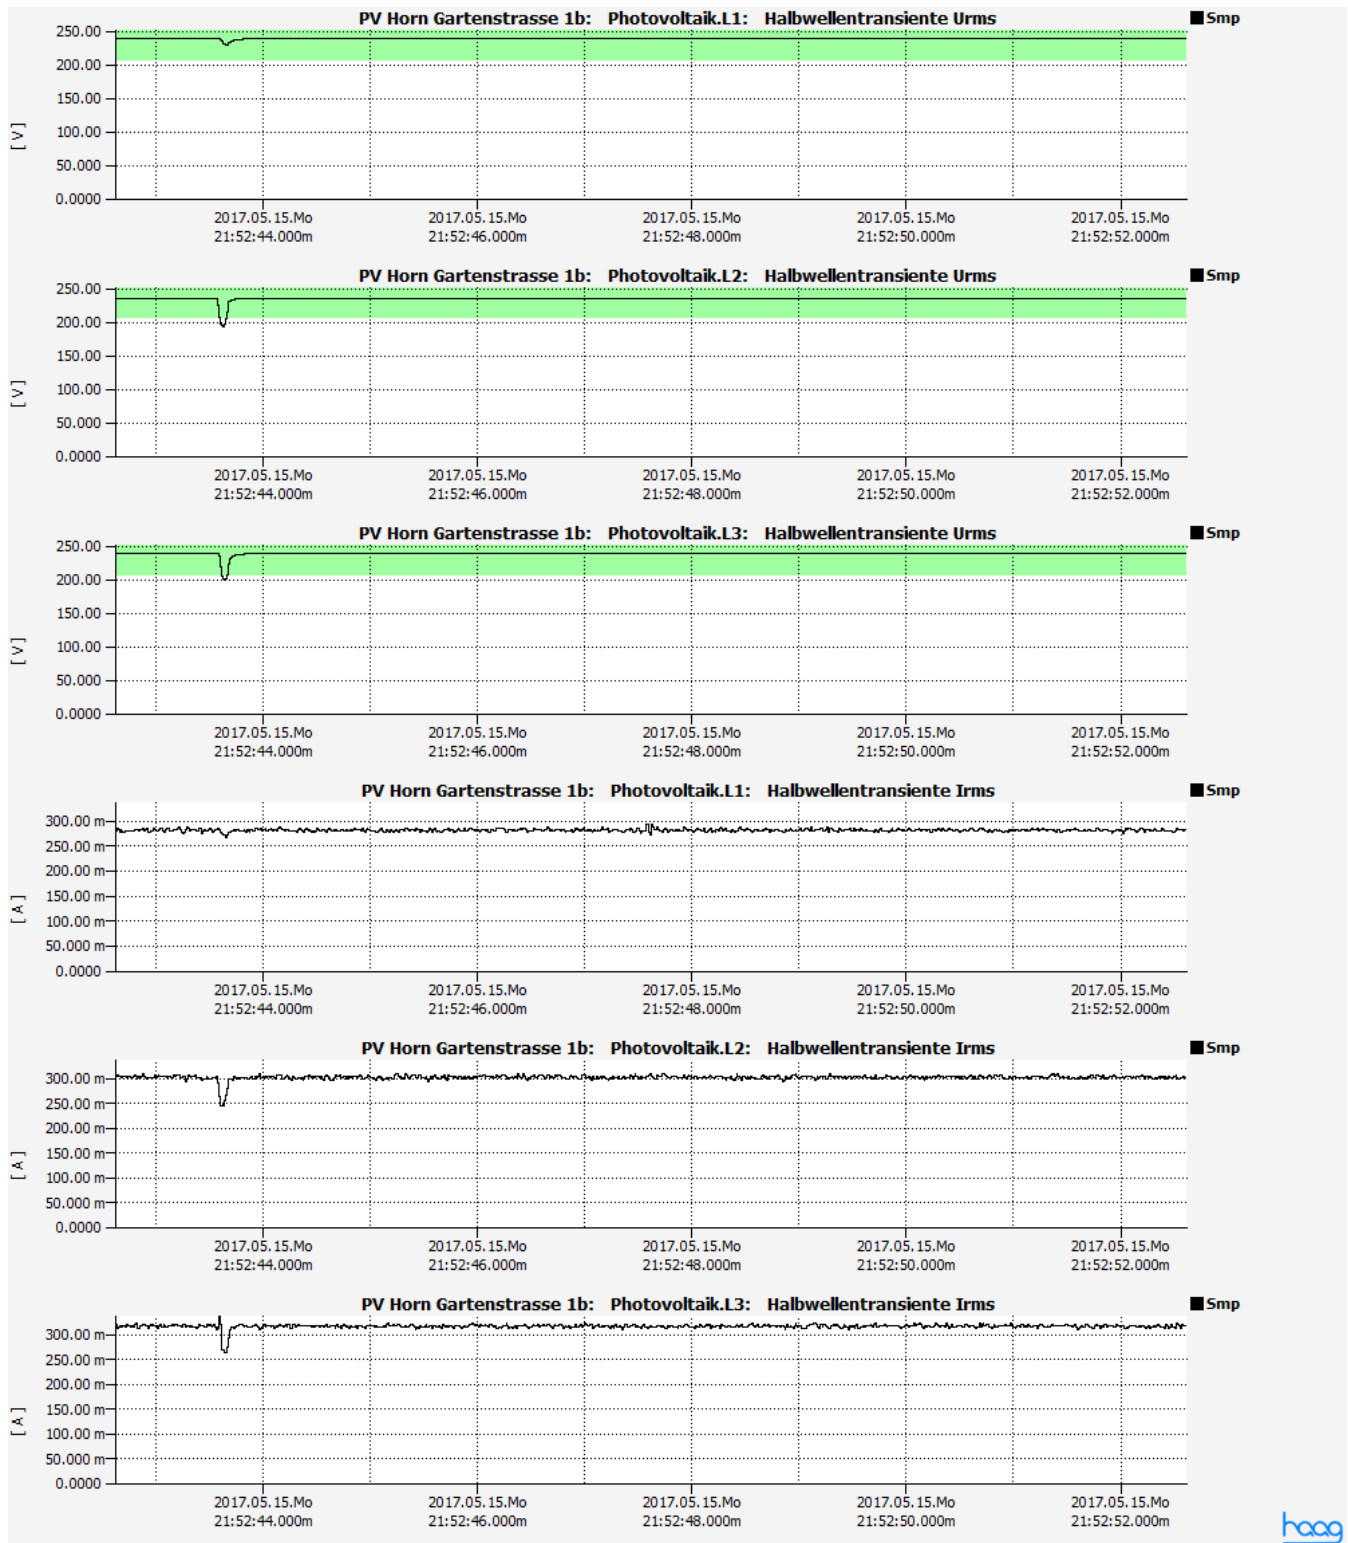 PV Horn Gartenstrasse 1b: Photovoltaik.L1: Halbwellentransiente Urms
Smp
250.00
200.00
150.00
100.00
50.000
0.0000
[ V ]
2017.05.15.Mo 2017.05.15.Mo 2017.05.15.Mo 2017.05.15.Mo 2017.05.15.Mo
21:52:44.000m 21:52:46.000m 21:52:48.000m 21:52:50.000m 21:52:52.000m
PV Horn Gartenstrasse 1b: Photovoltaik.L2: Halbwellentransiente Urms
Smp
250.00
200.00
150.00
100.00
50.000
0.0000
[ V ]
2017.05.15.Mo 2017.05.15.Mo 2017.05.15.Mo 2017.05.15.Mo 2017.05.15.Mo
21:52:44.000m 21:52:46.000m 21:52:48.000m 21:52:50.000m 21:52:52.000m
PV Horn Gartenstrasse 1b: Photovoltaik.L3: Halbwellentransiente Urms
Smp
250.00
200.00
150.00
100.00
50.000
0.0000
[ V ]
2017.05.15.Mo 2017.05.15.Mo 2017.05.15.Mo 2017.05.15.Mo 2017.05.15.Mo
21:52:44.000m 21:52:46.000m 21:52:48.000m 21:52:50.000m 21:52:52.000m
PV Horn Gartenstrasse 1b: Photovoltaik.L1: Halbwellentransiente Irms
Smp
300.00 m
250.00 m
200.00 m
150.00 m
100.00 m
50.000 m
0.0000
[ A ]
2017.05.15.Mo 2017.05.15.Mo 2017.05.15.Mo 2017.05.15.Mo 2017.05.15.Mo
21:52:44.000m 21:52:46.000m 21:52:48.000m 21:52:50.000m 21:52:52.000m
PV Horn Gartenstrasse 1b: Photovoltaik.L2: Halbwellentransiente Irms
Smp
300.00 m
250.00 m
200.00 m
150.00 m
100.00 m
50.000 m
0.0000
[ A ]
2017.05.15.Mo 2017.05.15.Mo 2017.05.15.Mo 2017.05.15.Mo 2017.05.15.Mo
21:52:44.000m 21:52:46.000m 21:52:48.000m 21:52:50.000m 21:52:52.000m
PV Horn Gartenstrasse 1b: Photovoltaik.L3: Halbwellentransiente Irms
Smp
300.00 m
250.00 m
200.00 m
150.00 m
100.00 m
50.000 m
0.0000
[ A ]
2017.05.15.Mo 2017.05.15.Mo 2017.05.15.Mo 2017.05.15.Mo 2017.05.15.Mo
21:52:44.000m 21:52:46.000m 21:52:48.000m 21:52:50.000m 21:52:52.000m
haag